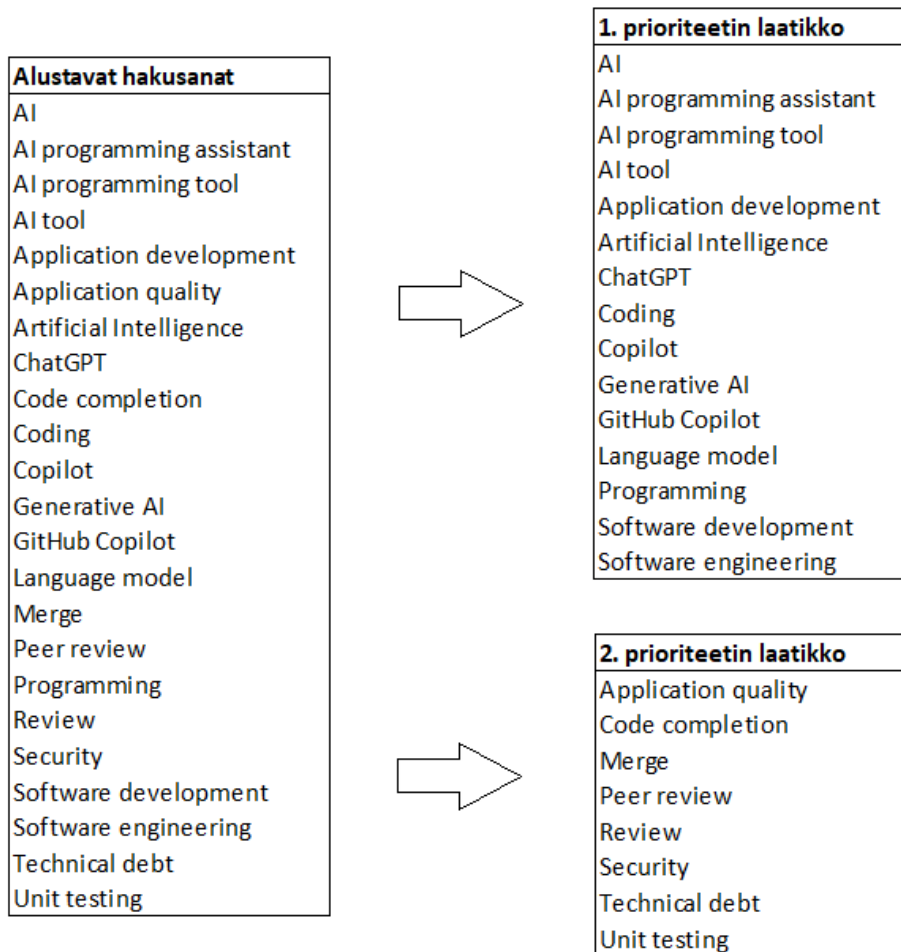 Alustavat hakusanat
AI
AI programming assistant
AI programming tool
AI tool
Application development
Application quality
Artificial Intelligence
ChatGPT
Code completion
Coding
Copilot
Generative AI
GitHub Copilot
Language model
Merge
Peer review
Programming
Review
Security
Software development
Software engineering
Technical debt
Unit testing
1. prioriteetin laatikko
AI
AI programming assistant
AI programming tool
AI tool
Application development
Artificial Intelligence
ChatGPT
Coding
Copilot
Generative AI
GitHub Copilot
Language model
Programming
Software development
Software engineering
2. prioriteetin laatikko
Application quality
Code completion
Merge
Peer review
Review
Security
Technical debt
Unit testing